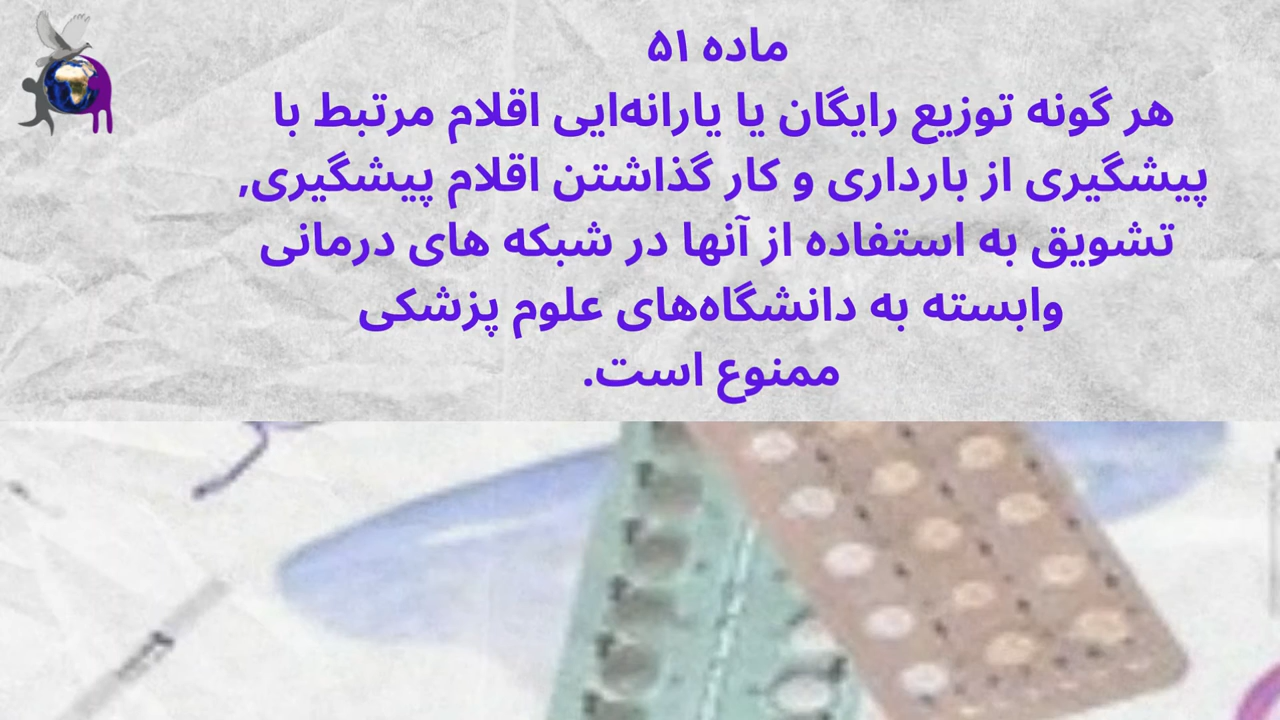 ماده ۵۱
هر گونه توزیع رایگان یا یارانه‌ایی اقلام مرتبط با
پیشگیری از بارداری و کار گذاشتن اقلام پیشگیری,
تشویق به استفاده از آنها در شبکه های درمانی
وابسته به دانشگاه‌های علوم پزشکی
ممنوع است.